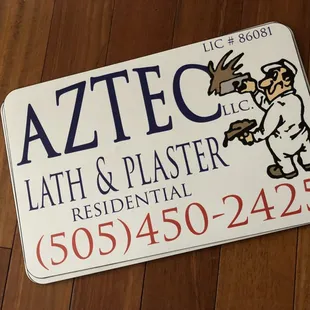 LIC # 86081
AZTEC
LLC.
LATH & PLASTER
RESIDENTIAL
(505)450-2425